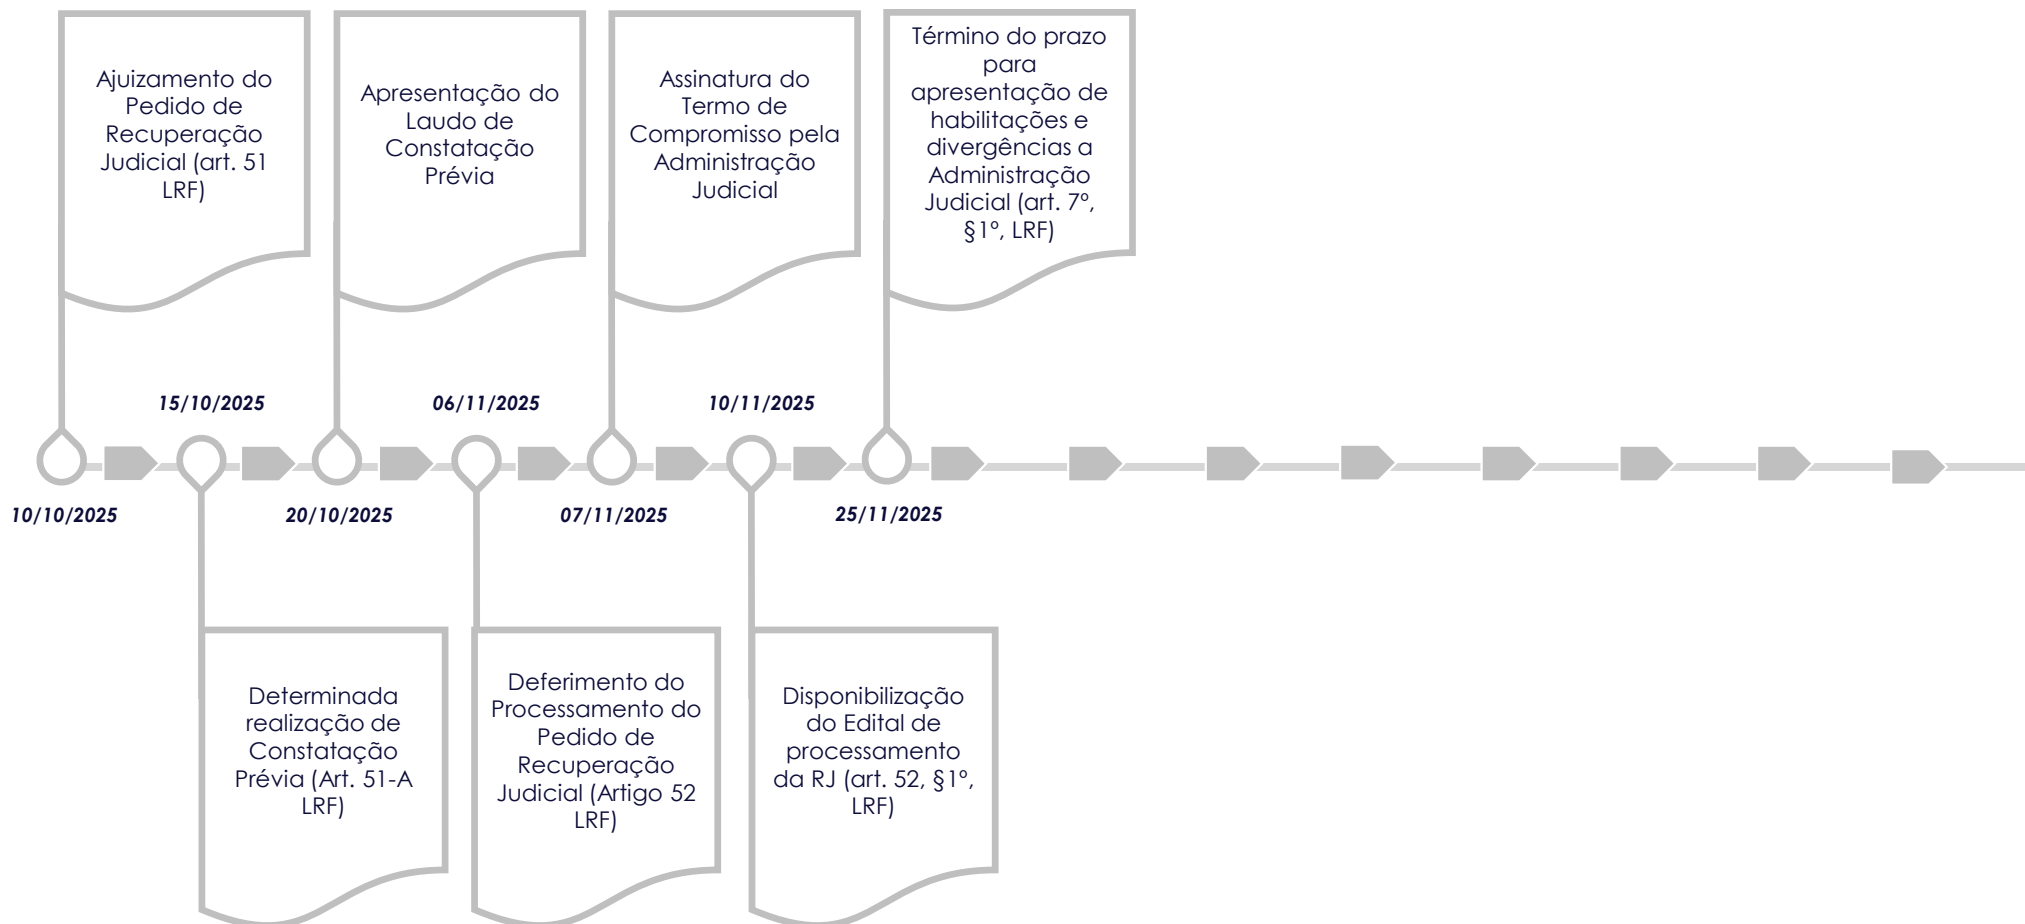 Ajuizamento do
Pedido de
Recuperação
Judicial (art. 51
LRF)
Apresentação do
Laudo de
Constatação
Prévia
Assinatura do
Termo de
Compromisso pela
Administração
Judicial
Término do prazo
para
apresentação de
habilitações e
divergências a
Administração
Judicial (art. 7º,
§1º, LRF)
15/10/2025
06/11/2025
10/11/2025
10/10/2025
20/10/2025
07/11/2025
25/11/2025
Determinada
realização de
Constatação
Prévia (Art. 51-A
LRF)
Deferimento do
Processamento do
Pedido de
Recuperação
Judicial (Artigo 52
LRF)
Disponibilização
do Edital de
processamento
da RJ (art. 52, §1º,
LRF)